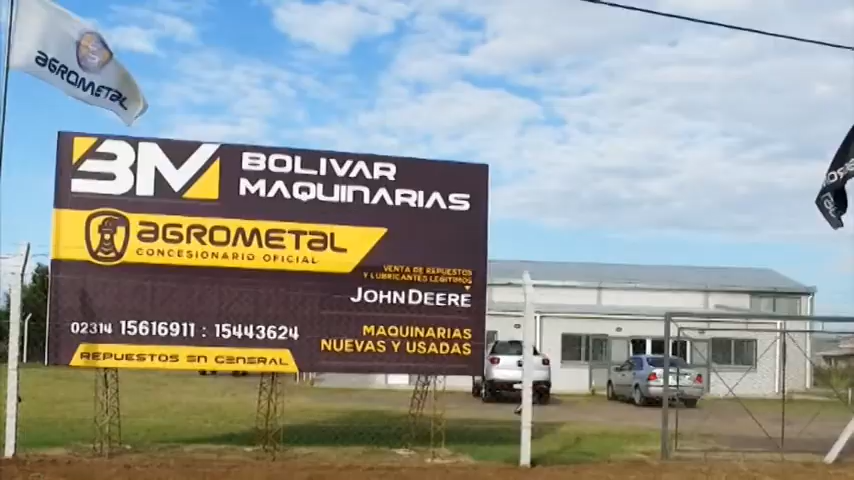 AGROMETAL
BM
BOLIVAR
MAQUINARIAS
AGROMETAL
CONCESIONARIO OFICIAL
VENTA DE REPUESTOS
Y LUBRICANTES LEGÍTIMOS
JOHN DEERE
02314 15616911 : 15443624
MAQUINARIAS
NUEVAS Y USADAS
REPUESTOS EN GENERAL